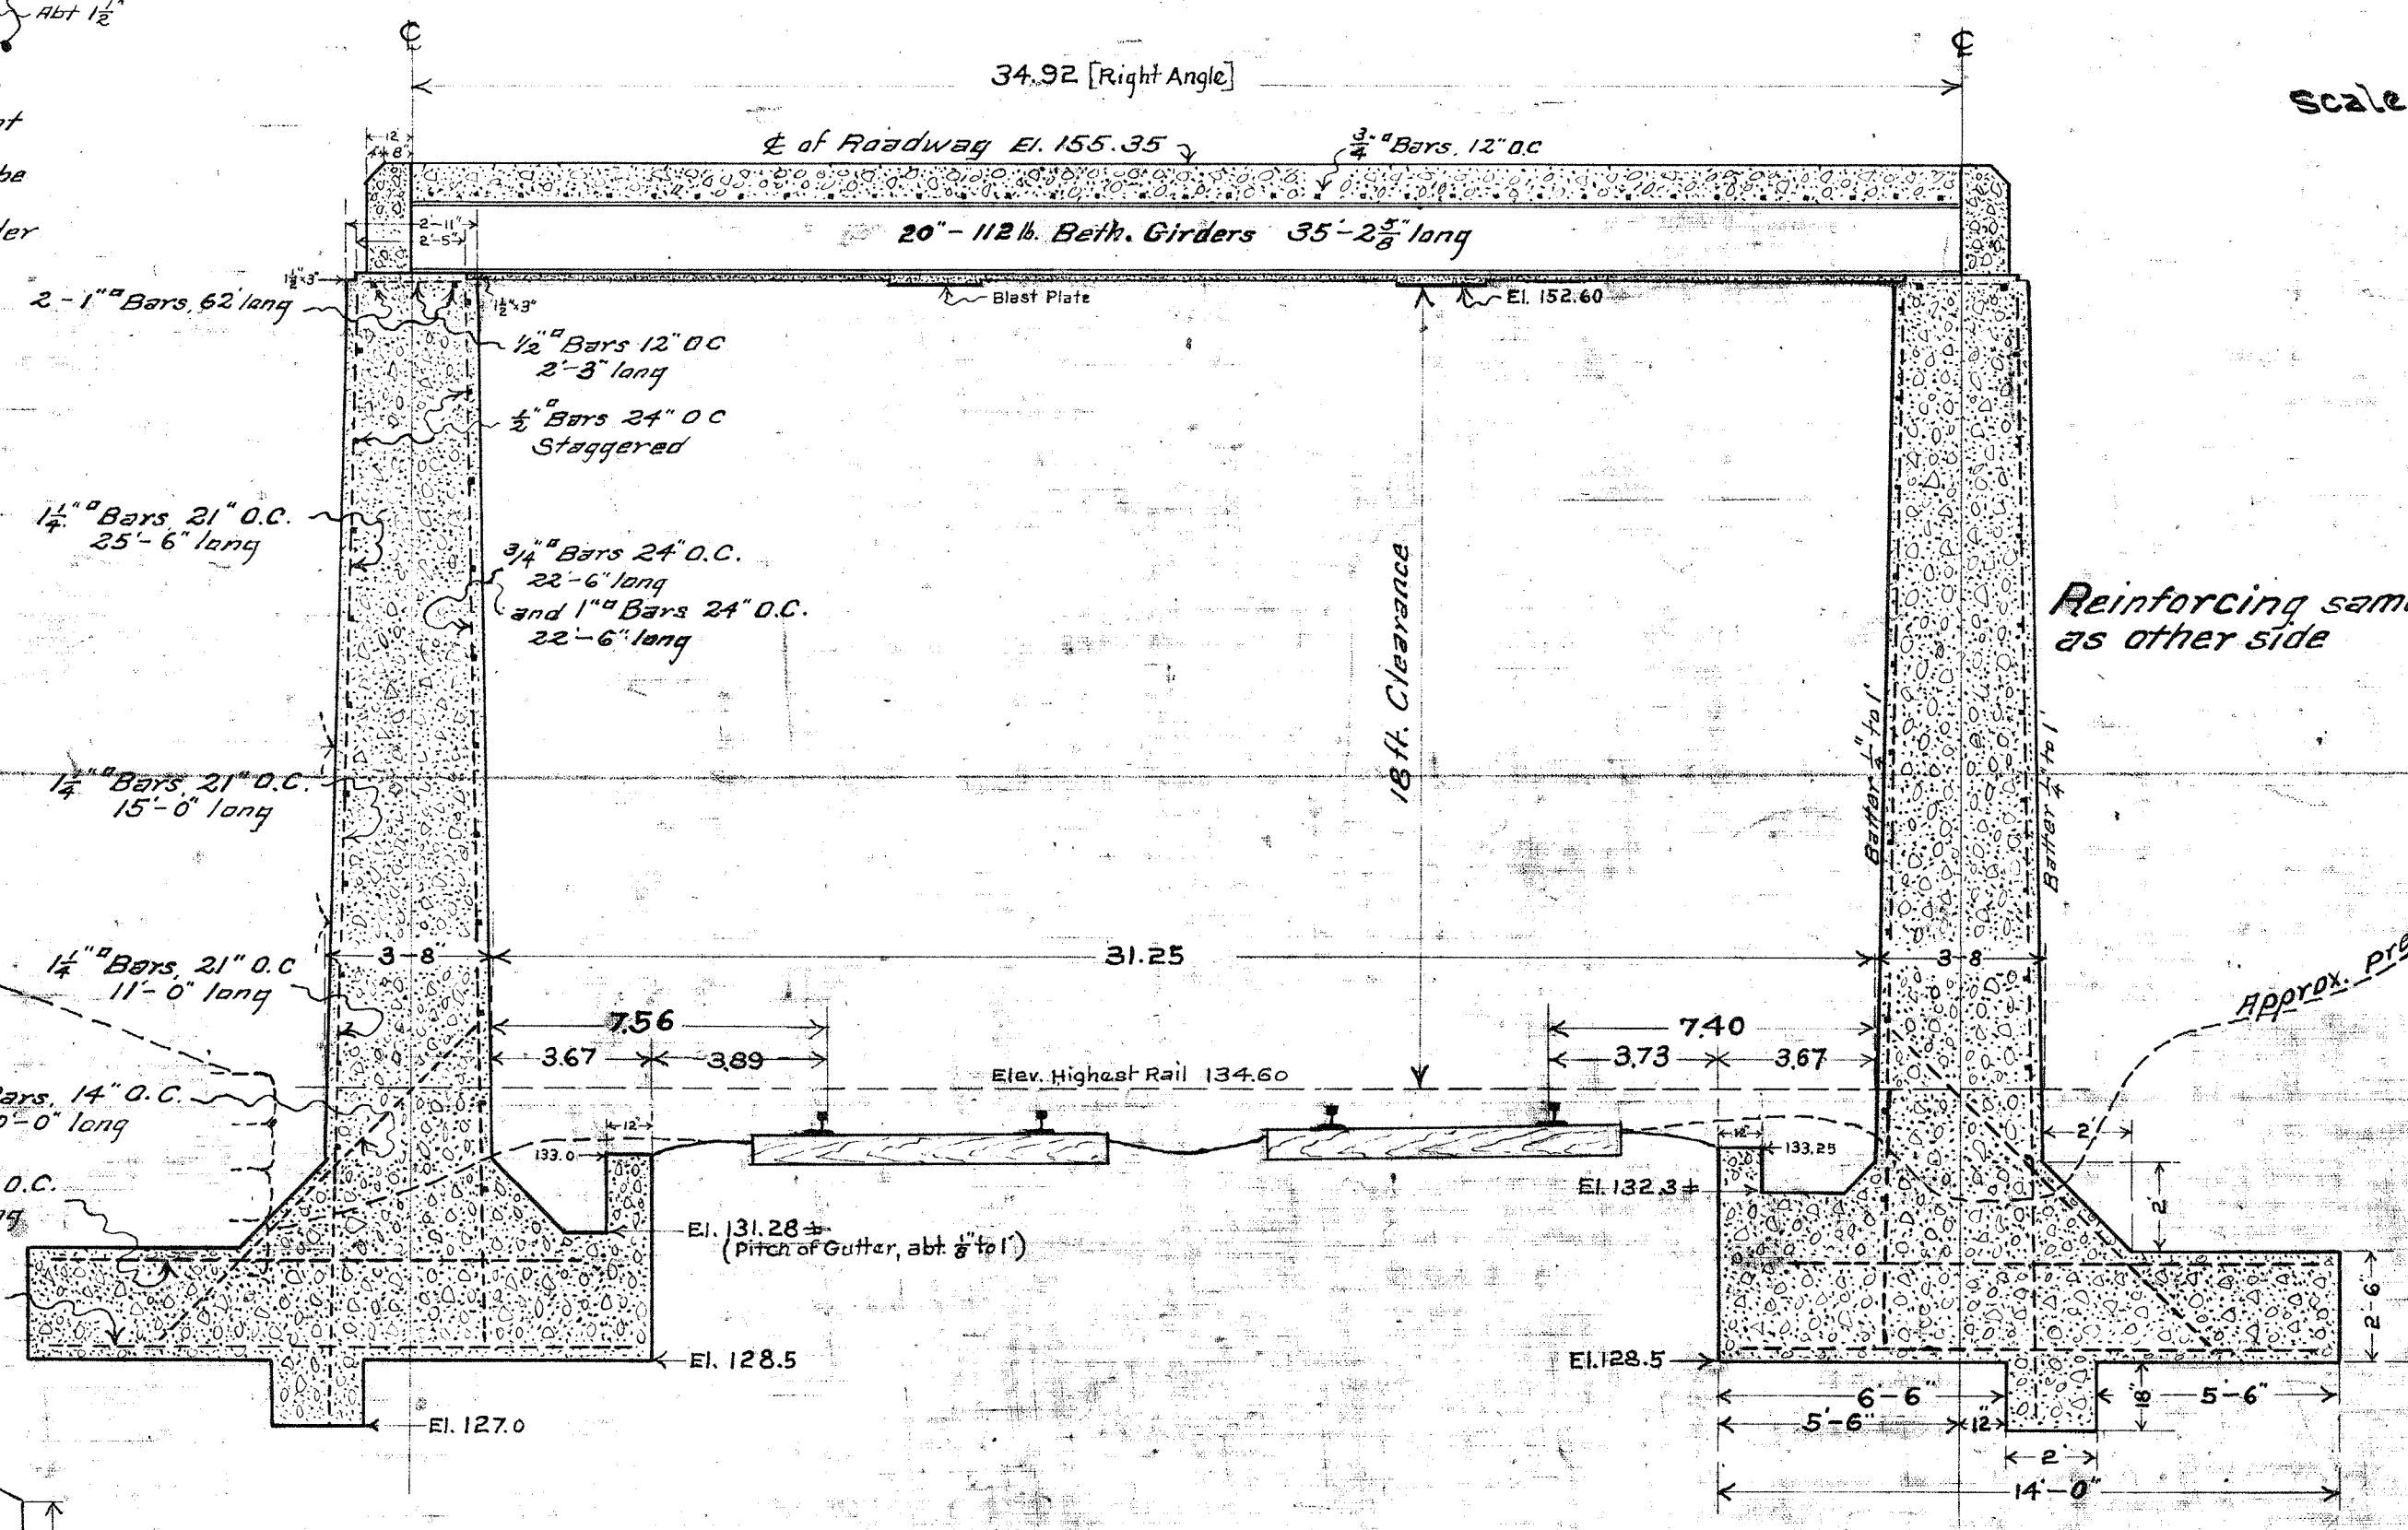 Abt 1½"
℄
℄
34.92 [Right Angle]
Scale
12
4" 8"
℄ of Roadway El. 155.35
¾"□ Bars, 12" O.C
2'-11"
2'-5"
20"-112 lb. Beth. Girders 35'-2⅝" long
1½"x3"
1½"x3"
2-1"□ Bars, 62' long
Blast Plate
El. 152.60
½"□ Bars 12" O C
2'-3" long
½"□ Bars 24" O C
Staggered
1¼"□ Bars, 21" O.C.
25'-6" long
¾"□ Bars 24" O.C.
22'-6" long
and 1"□ Bars 24" O.C.
22'-6" long
18 ft. Clearance
Reinforcing
as other side
Batter ¼" to 1'
Batter ¼" to 1'
1¼"□ Bars, 21" O.C.
15'-0" long
3-8"
31.25
3-8
1¼"□ Bars, 21" O.C
11'-0" long
Approx.
7.56
7.40
3.67
3.89
3.73
3.67
Elev. Highest Rail 134.60
Bars, 14" O.C.
0'-0" long
12"
12"
133.0
133.25
2'
2'
O.C.
El. 132.3±
El. 131.28±
(Pitch of Gutter, abt. ⅛" to 1')
2'-6"
El. 128.5
El. 128.5
6'-6"
18"
5'-6"
El. 127.0
5'-6"
12"
2'
14'-0"